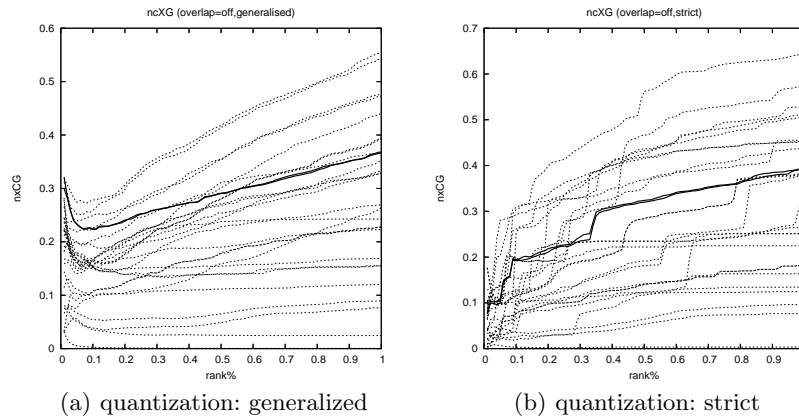 ncXG (overlap=off,generalised)
nxCG
0.6
0.5
0.4
0.3
0.2
0.1
0
0 0.1 0.2 0.3 0.4 0.5 0.6 0.7 0.8 0.9 1
rank%
(a) quantization: generalized
ncXG (overlap=off,strict)
nxCG
0.7
0.6
0.5
0.4
0.3
0.2
0.1
0
0 0.1 0.2 0.3 0.4 0.5 0.6 0.7 0.8 0.9
rank%
(b) quantization: strict